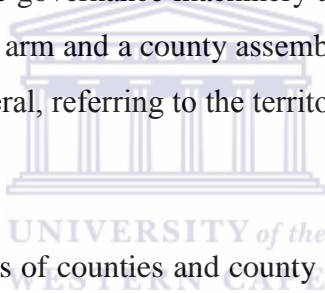 e governance machinery
arm and a county assemb
eral, referring to the territo
UNIVERSITY of the
s of counties and county
WESTERN CAPE